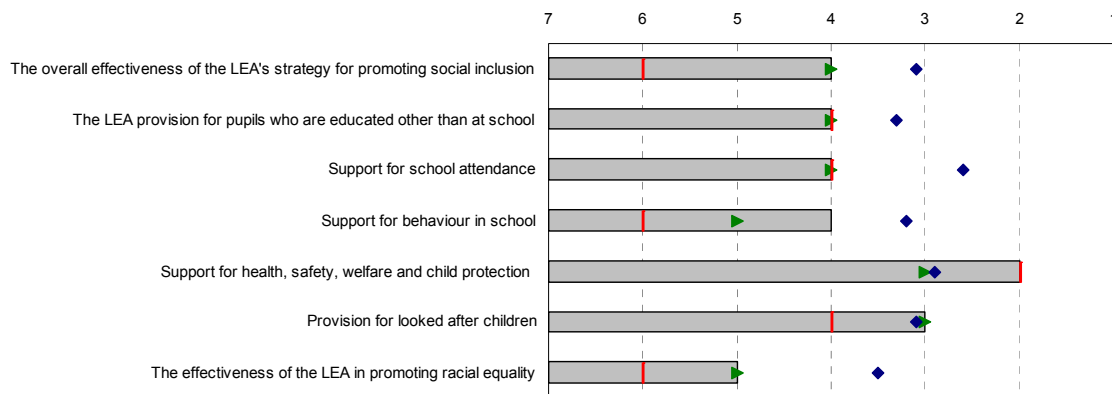 7 6 5 4 3 2 1
The overall effectiveness of the LEA's strategy for promoting social inclusion
The LEA provision for pupils who are educated other than at school
Support for school attendance
Support for behaviour in school
Support for health, safety, welfare and child protection
Provision for looked after children
The effectiveness of the LEA in promoting racial equality